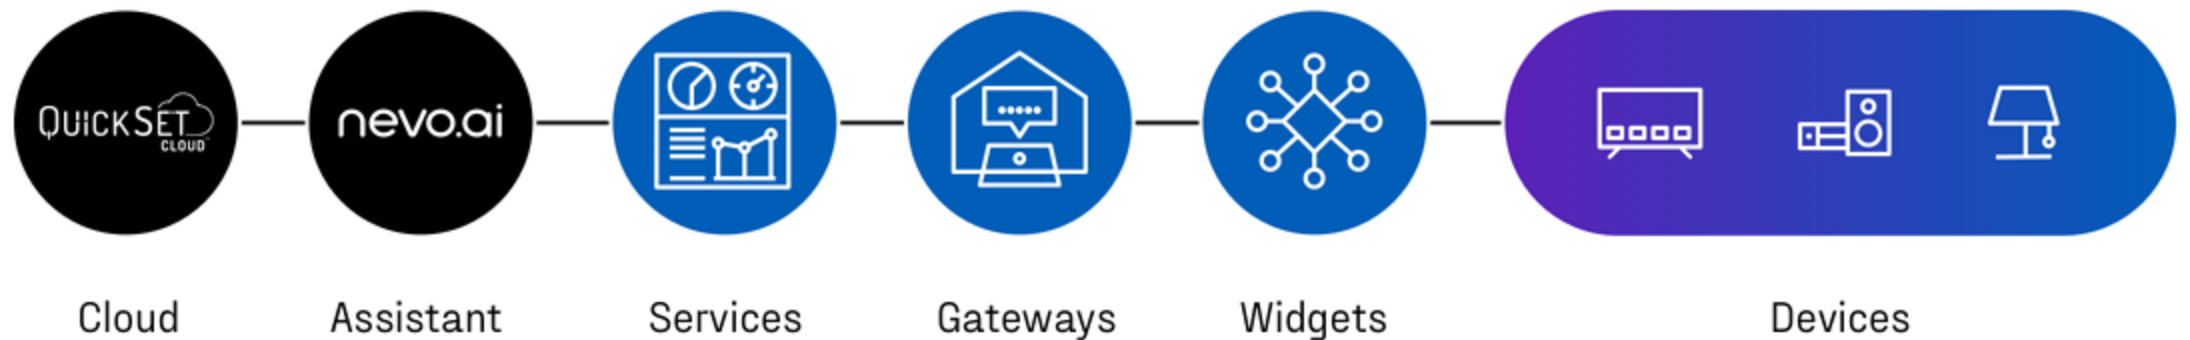 QUICKSET
CLOUD
nevo.ai
Cloud
Assistant
Services
Gateways
Widgets
Devices